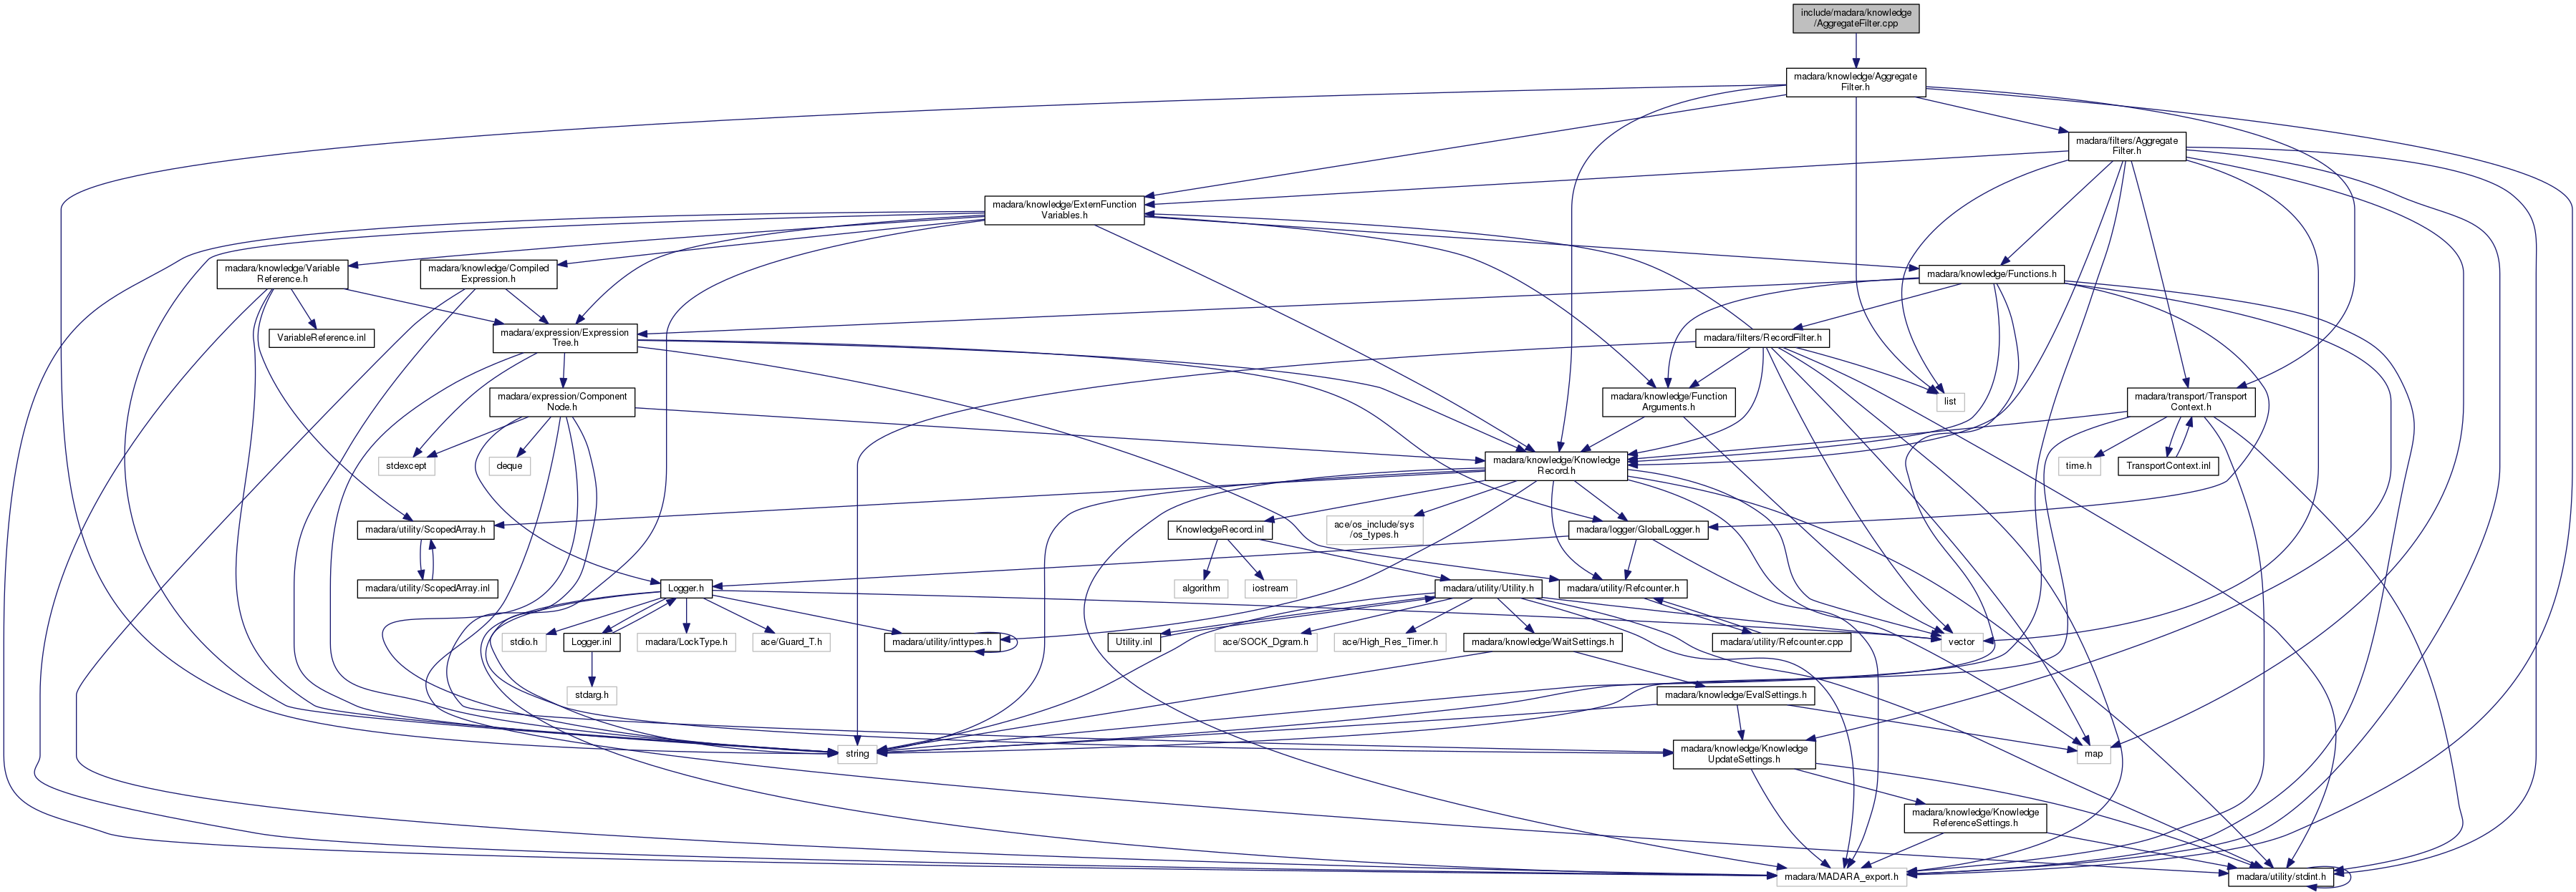 include/madara/knowledge
/AggregateFilter.cpp
madara/knowledge/Aggregate
Filter.h
madara/filters/Aggregate
Filter.h
madara/knowledge/ExternFunction
Variables.h
madara/knowledge/Variable
Reference.h
madara/knowledge/Compiled
Expression.h
madara/knowledge/Functions.h
VariableReference.inl
madara/expression/Expression
Tree.h
madara/filters/RecordFilter.h
madara/expression/Component
Node.h
madara/knowledge/Function
Arguments.h
list
madara/transport/Transport
Context.h
stdexcept
deque
madara/knowledge/Knowledge
Record.h
time.h
TransportContext.inl
madara/utility/ScopedArray.h
KnowledgeRecord.inl
ace/os_include/sys
/os_types.h
madara/logger/GlobalLogger.h
madara/utility/ScopedArray.inl
Logger.h
algorithm
iostream
madara/utility/Utility.h
madara/utility/Refcounter.h
stdio.h
Logger.inl
madara/LockType.h
ace/Guard_T.h
madara/utility/inttypes.h
Utility.inl
ace/SOCK_Dgram.h
ace/High_Res_Timer.h
madara/knowledge/WaitSettings.h
madara/utility/Refcounter.cpp
vector
stdarg.h
madara/knowledge/EvalSettings.h
string
madara/knowledge/Knowledge
UpdateSettings.h
map
madara/knowledge/Knowledge
ReferenceSettings.h
madara/MADARA_export.h
madara/utility/stdint.h